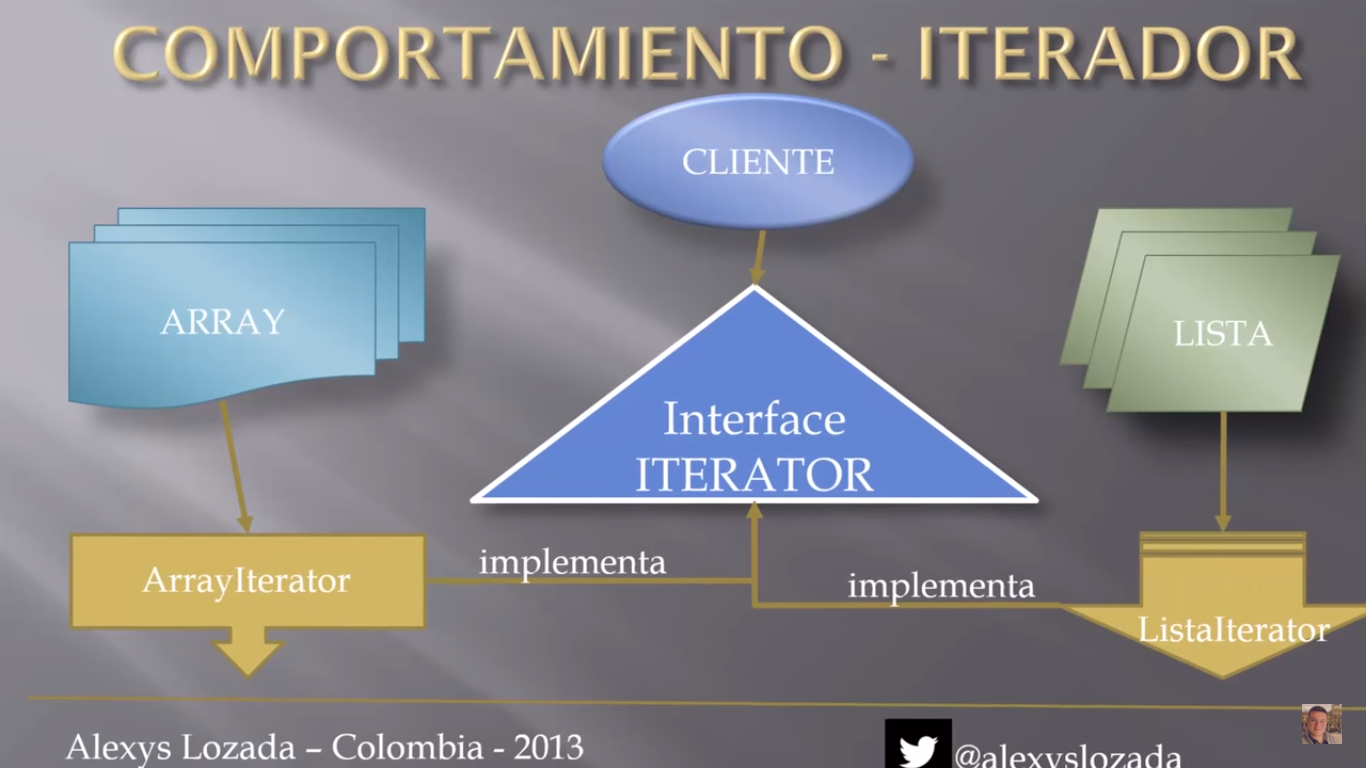 COMPORTAMIENTO - ITERADOR
CLIENTE
ARRAY
LISTA
Interface
ITERATOR
implementa
ArrayIterator
implementa
ListaIterator
Alexys Lozada – Colombia - 2013
@alexyslozada